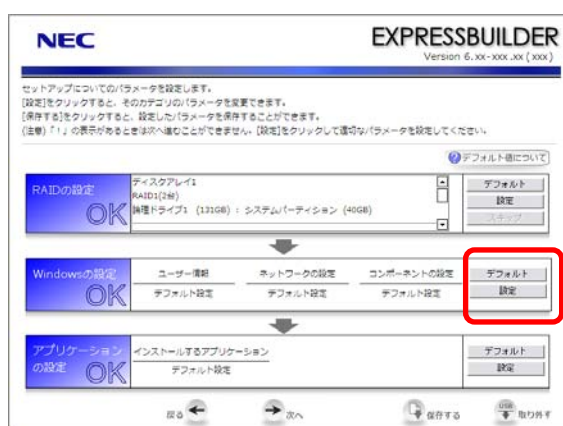 NEC
EXPRESSBUILDER
Version 6.xx-xxx.xx (xxx)
セットアップについてのパラメータを設定します。
[設定]をクリックすると、そのカテゴリのパラメータを変更できます。
[保存する]をクリックすると、設定したパラメータを保存することができます。
(注意)「！」の表示があるときは次へ進むことができません。[設定]をクリックして適切なパラメータを設定してください。
デフォルト値について
RAIDの設定
OK
ディスクアレイ1
RAID1(2台)
論理ドライブ1 (131GB) : システムパーティション (40GB)
デフォルト
設定
スキップ
Windowsの設定
OK
ユーザー情報 ネットワークの設定 コンポーネントの設定
デフォルト設定 デフォルト設定 デフォルト設定
デフォルト
設定
アプリケーション
の設定
OK
インストールするアプリケーション
デフォルト設定
デフォルト
設定
戻る 次へ 保存する USB 取り外す